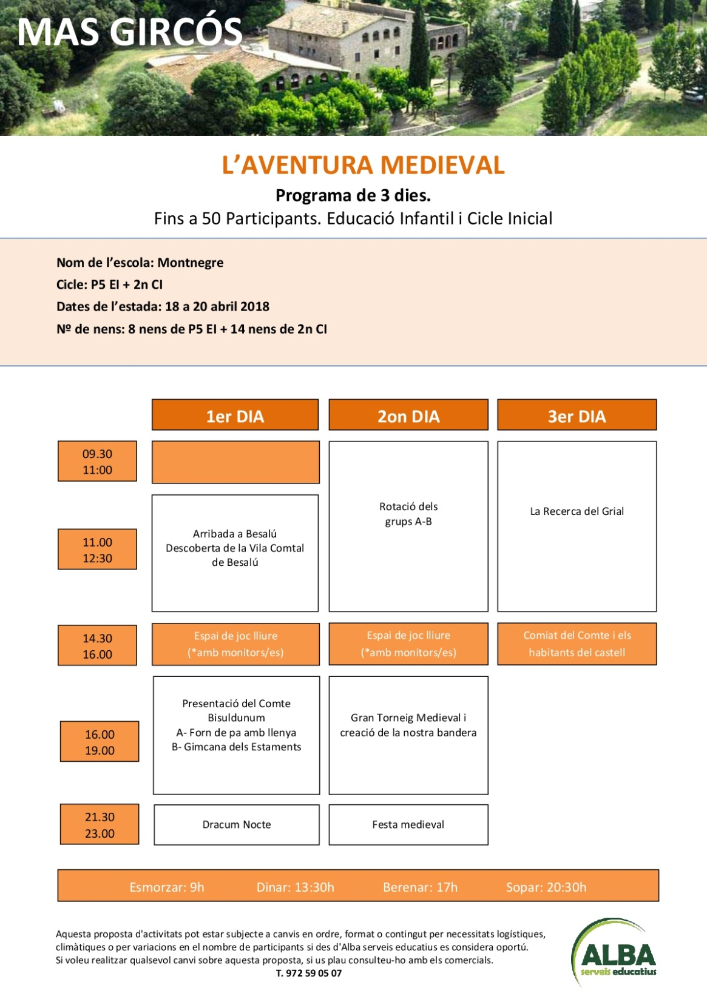 MAS GIRCÓS
L'AVENTURA MEDIEVAL
Programa de 3 dies.
Fins a 50 Participants. Educació Infantil i Cicle Inicial
Nom de l'escola: Montnegre
Cicle: P5 EI + 2n CI
Dates de l'estada: 18 a 20 abril 2018
Nº de nens: 8 nens de P5 EI + 14 nens de 2n CI
1er DIA
2on DIA
3er DIA
09.30
11:00
Rotació dels
grups A-B
La Recerca del Grial
11.00
12:30
Arribada a Besalú
Descoberta de la Vila Comtal
de Besalú
14.30
16.00
Espai de joc lliure
(*amb monitors/es)
Espai de joc lliure
(*amb monitors/es)
Comiat del Comte i els
habitants del castell
16.00
19.00
Presentació del Comte
Bisuldunum
A- Forn de pa amb llenya
B- Gimcana dels Estaments
Gran Torneig Medieval i
creació de la nostra bandera
21.30
23.00
Dracum Nocte
Festa medieval
Esmorzar: 9h Dinar: 13:30h Berenar: 17h Sopar: 20:30h
Aquesta proposta d'activitats pot estar subjecte a canvis en ordre, format o contingut per necessitats logístiques,
climàtiques o per variacions en el nombre de participants si des d'Alba serveis educatius es considera oportú.
Si voleu realitzar qualsevol canvi sobre aquesta proposta, si us plau consulteu-ho amb els comercials.
T. 972 59 05 07
ALBA
serveis educatius